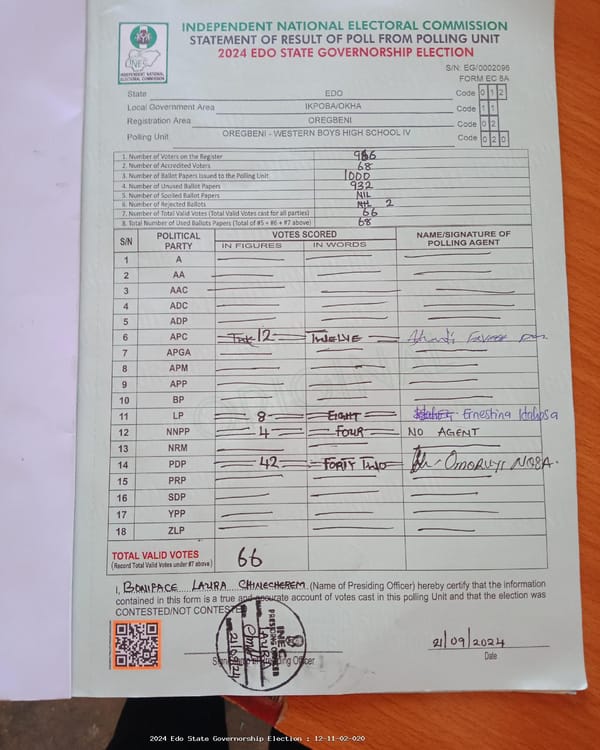 INDEPENDENT NATIONAL ELECTORAL COMMISSION
STATEMENT OF RESULT OF POLL FROM POLLING UNIT
2024 EDO STATE GOVERNORSHIP ELECTION
INEC
INDEPENDENT NATIONAL ELECTORAL COMMISSION
S/N: EG/0002096
FORM EC 8A
State EDO Code 0 1 2
Local Government Area IKPOBA/OKHA Code 1 1
Registration Area OREGBENI Code 0 2
Polling Unit OREGBENI - WESTERN BOYS HIGH SCHOOL IV Code 0 2 0
1. Number of Voters on the Register
2. Number of Accredited Voters 68
3. Number of Ballot Papers Issued to the Polling Unit 1000
4. Number of Unused Ballot Papers 932
5. Number of Spoiled Ballot Papers NIL
6. Number of Rejected Ballots 2
7. Number of Total Valid Votes (Total Valid Votes cast for all parties) 66
8. Total Number of Used Ballots Papers (Total of #5 + #6 + #7 above) 68
S/N POLITICAL PARTY VOTES SCORED NAME/SIGNATURE OF POLLING AGENT
IN FIGURES IN WORDS
1 A
2 AA
3 AAC
4 ADC
5 ADP
6 APC 12 TWELVE
7 APGA
8 APM
9 APP
10 BP
11 LP 8 EIGHT Ernestina Idahosa
12 NNPP 4 FOUR NO AGENT
13 NRM
14 PDP 42 FORTY TWO OMORUYI NOSA.
15 PRP
16 SDP
17 YPP
18 ZLP
TOTAL VALID VOTES 66
(Record Total Valid Votes under #7 above)
I, BONIFACE LAURA CHINECHEREM (Name of Presiding Officer) hereby certify that the information
contained in this form is a true and accurate account of votes cast in this polling Unit and that the election was
CONTESTED/NOT CONTESTED
INEC
PRESIDING OFFICER
21/09/2024
Date
2024 Edo State Governorship Election : 12-11-02-020